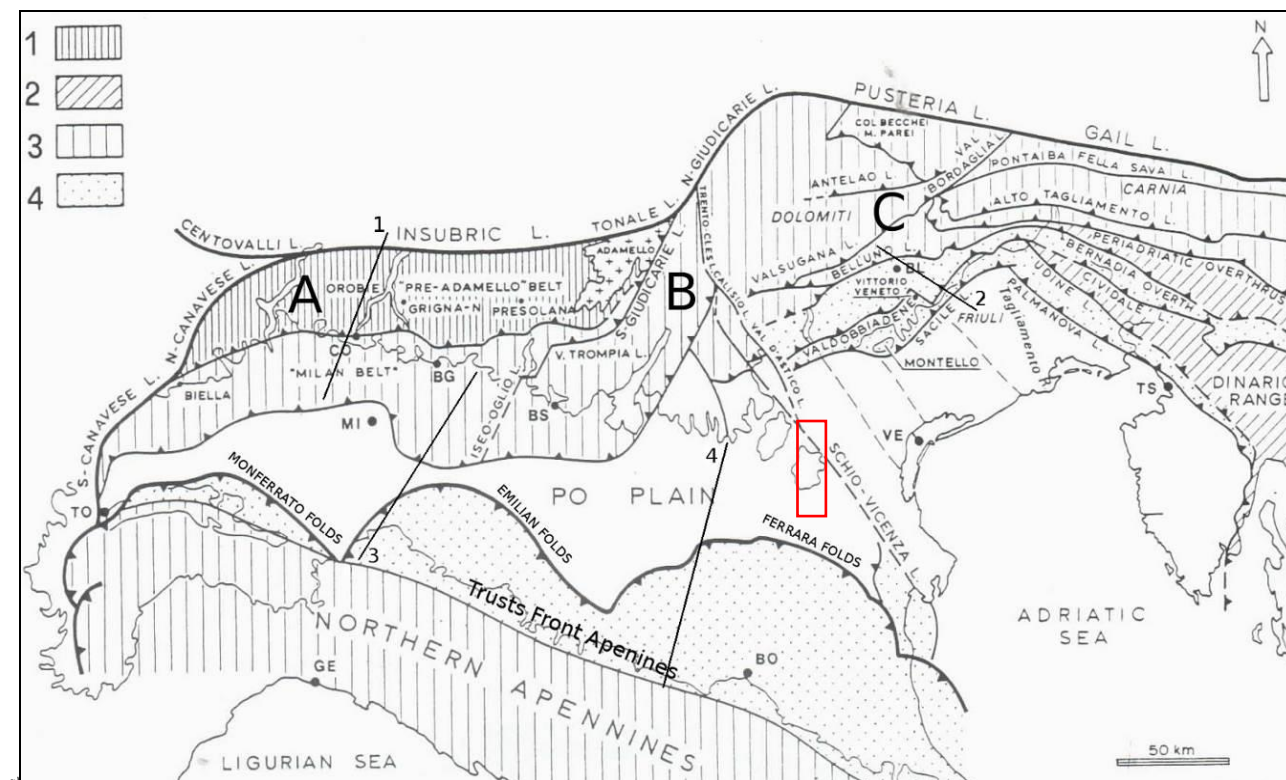 1
2
3
4
N
CENTOVALLI L.
INSUBRIC L.
TONALE L.
N-GIUDICARIE L.
PUSTERIA L.
GAIL L.
COL BECCHEI
M. PAREI
VAL
BORDAGLIA L.
PONTAIBA FELLA SAVA L.
CARNIA
ANTELAO L.
DOLOMITI
C
ALTO TAGLIAMENTO L.
PERIADRIATIC OVERTHRUST
BERNADIA OVERTH.
CIVIDALE L.
UDINE L.
PALMANOVA L.
Tagliamento
1
N-CANAVESE L.
A
OROBIE
"PRE-ADAMELLO" BELT
GRIGNA-N
PRESOLANA
ADAMELLO
S-GIUDICARIE L.
TRENTO-CLES L.
B
CALISIO L.
VAL D'ASTICO L.
VALSUGANA L.
BELLUNO L.
BL
VITTORIO
VENETO
2
FRIULI
VALDOBBIADENE
SACILE
MONTELLO
C
V. TROMPIA L.
"MILAN BELT"
BG
BIELLA
ISEO-OGLIO L.
BS
S-CANAVESE L.
MI
TS
DINARIC
RANGE
VE
4
SCHIO-VICENZA L.
PO PLAIN
TO
MONFERRATO FOLDS
EMILIAN FOLDS
FERRARA FOLDS
3
Trusts Front Apenines
NORTHERN APENNINES
BO
GE
ADRIATIC
SEA
LIGURIAN SEA
50 km